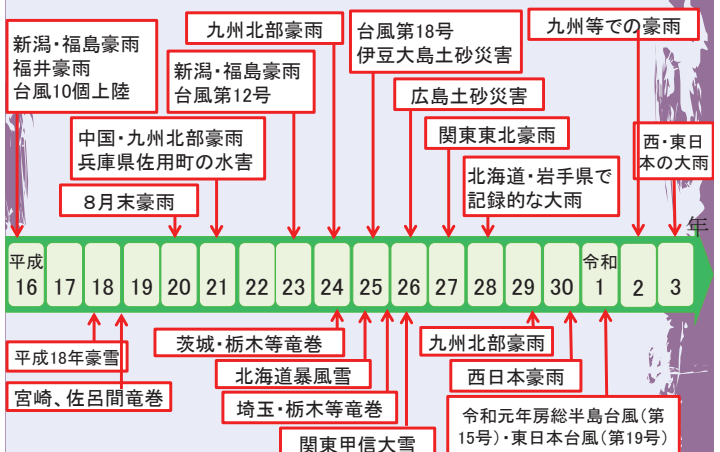 新潟・福島豪雨
福井豪雨
台風10個上陸
九州北部豪雨
新潟・福島豪雨
台風第12号
台風第18号
伊豆大島土砂災害
九州等での豪雨
広島土砂災害
中国・九州北部豪雨
兵庫県佐用町の水害
関東東北豪雨
西・東日
本の大雨
8月末豪雨
北海道・岩手県で
記録的な大雨
年
平成
16
17
18
19
20
21
22
23
24
25
26
27
28
29
30
令和
1
2
3
平成18年豪雪
宮崎、佐呂間竜巻
茨城・栃木等竜巻
北海道暴風雪
埼玉・栃木等竜巻
関東甲信大雪
九州北部豪雨
西日本豪雨
令和元年房総半島台風(第
15号)・東日本台風(第19号)